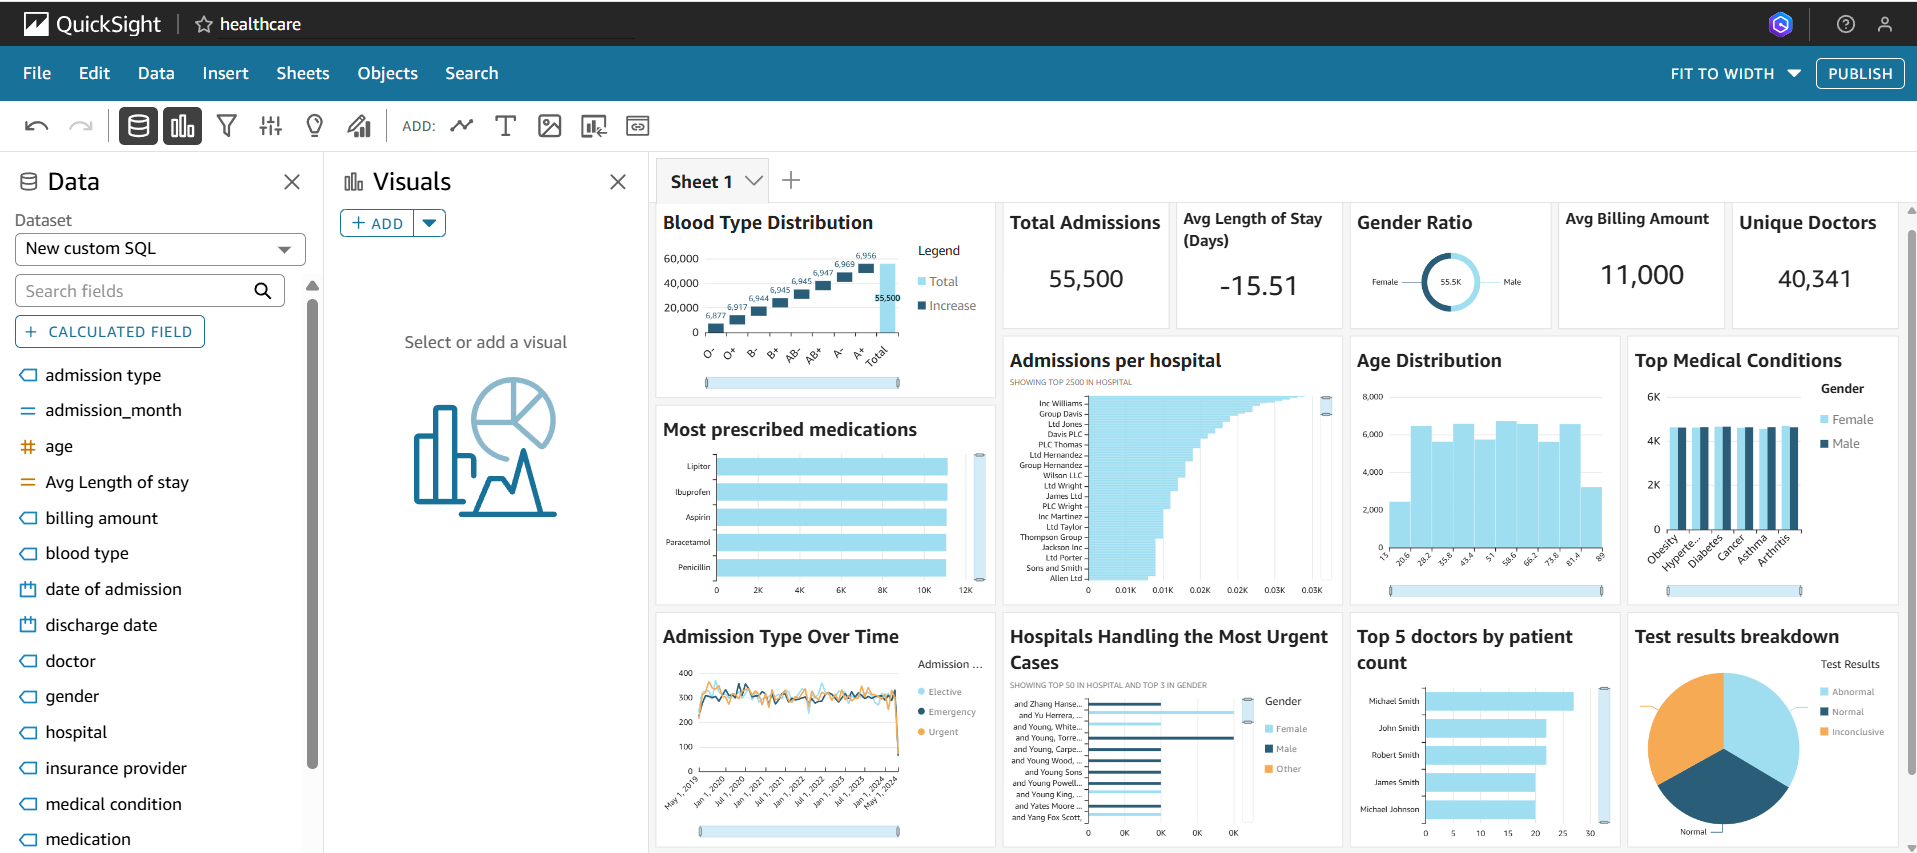 QuickSight
healthcare
File Edit Data Insert Sheets Objects Search
FIT TO WIDTH
PUBLISH
ADD:
Data
Dataset
New custom SQL
Search fields
+ CALCULATED FIELD
admission type
admission_month
age
Avg Length of stay
billing amount
blood type
date of admission
discharge date
doctor
gender
hospital
insurance provider
medical condition
medication
Visuals
+ ADD
Select or add a visual
Sheet 1
Blood Type Distribution
60,000
40,000
20,000
0
6,877
6,917
6,944
6,945
6,945
6,947
6,969
6,956
55,500
O-
O+
B-
B+
AB-
AB+
A-
A+
Total
Legend
Total
Increase
Total Admissions
55,500
Avg Length of Stay
(Days)
-15.51
Gender Ratio
Female
55.5K
Male
Avg Billing Amount
11,000
Unique Doctors
40,341
Most prescribed medications
Lipitor
Ibuprofen
Aspirin
Paracetamol
Penicillin
0 2K 4K 6K 8K 10K 12K
Admissions per hospital
SHOWING TOP 2500 IN HOSPITAL
Inc Williams
Group Davis
Ltd Jones
Davis PLC
PLC Thomas
Ltd Hernandez
Group Hernandez
Wilson LLC
Ltd Wright
James Ltd
PLC Wright
Inc Martinez
Ltd Taylor
Thompson Group
Jackson Inc
Ltd Porter
Sons and Smith
Allen Ltd
0 0.01K 0.01K 0.02K 0.02K 0.03K 0.03K
Age Distribution
8,000
6,000
4,000
2,000
0
13 20.6 28.2 35.8 43.4 51 58.6 66.2 73.8 81.4 89
Top Medical Conditions
6K
4K
2K
0
Obesity
Hyperte...
Diabetes
Cancer
Asthma
Arthritis
Gender
Female
Male
Admission Type Over Time
400
300
200
100
0
May 1, 2019
Jan 1, 2020
Jul 1, 2020
Jan 1, 2021
Jul 1, 2021
Jan 1, 2022
Jul 1, 2022
Jan 1, 2023
Jul 1, 2023
Jan 1, 2024
May 1, 2024
Admission ...
Elective
Emergency
Urgent
Hospitals Handling the Most Urgent
Cases
SHOWING TOP 50 IN HOSPITAL AND TOP 3 IN GENDER
and Zhang Hanse...
and Yu Herrera, ...
and Young, White...
and Young, Torre...
and Young, Carpe...
and Young Wood, ...
and Young Sons
and Young Powell...
and Young King, ...
and Yates Moore ...
and Yang Fox Scott,
0 0K 0K 0K 0K
Gender
Female
Male
Other
Top 5 doctors by patient
count
Michael Smith
John Smith
Robert Smith
James Smith
Michael Johnson
0 5 10 15 20 25 30
Test results breakdown
Test Results
Abnormal
Normal
Inconclusive
Normal